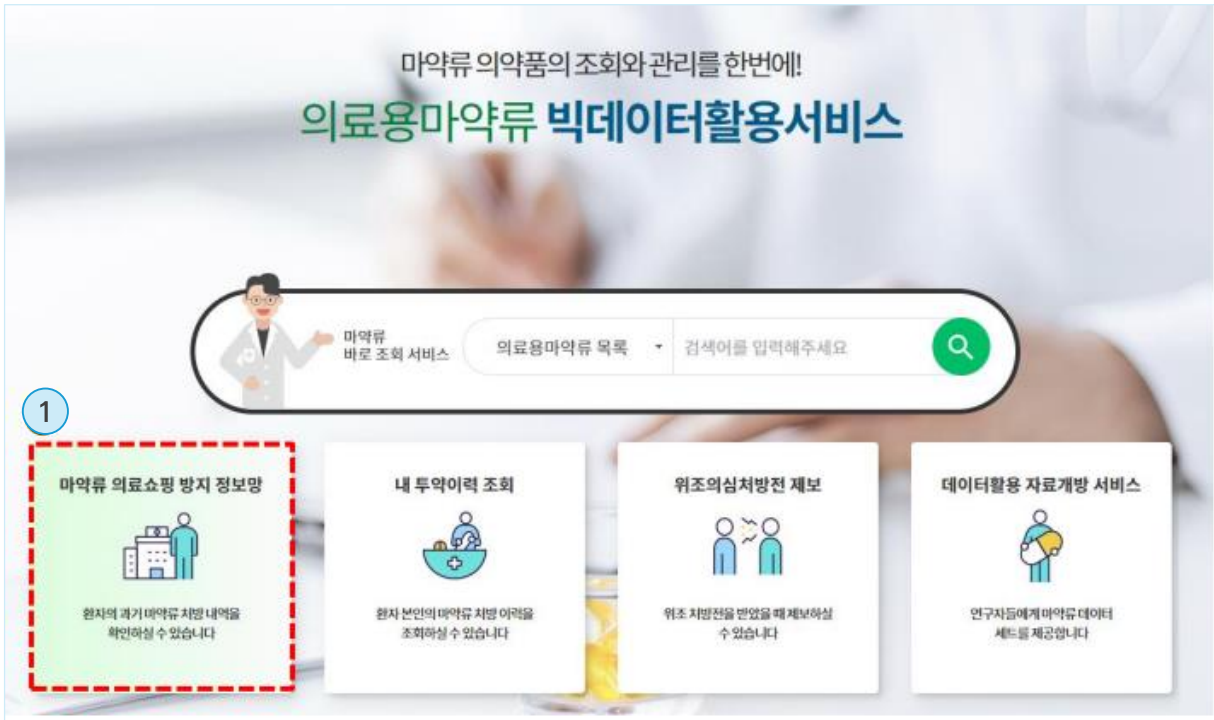 마약류 의약품의 조회와 관리를 한번에!
의료용마약류 빅데이터활용서비스
마약류
바로 조회 서비스
의료용마약류 목록
검색어를 입력해주세요
1
마약류 의료쇼핑 방지 정보망
환자의 과거 마약류 처방 내역을
확인하실 수 있습니다
내 투약이력 조회
환자 본인의 마약류 처방 이력을
조회하실 수 있습니다
위조의심처방전 제보
위조 처방전을 받았을 때 제보하실
수 있습니다
데이터활용 자료개방 서비스
연구자들에게 마약류 데이터
세트를 제공합니다